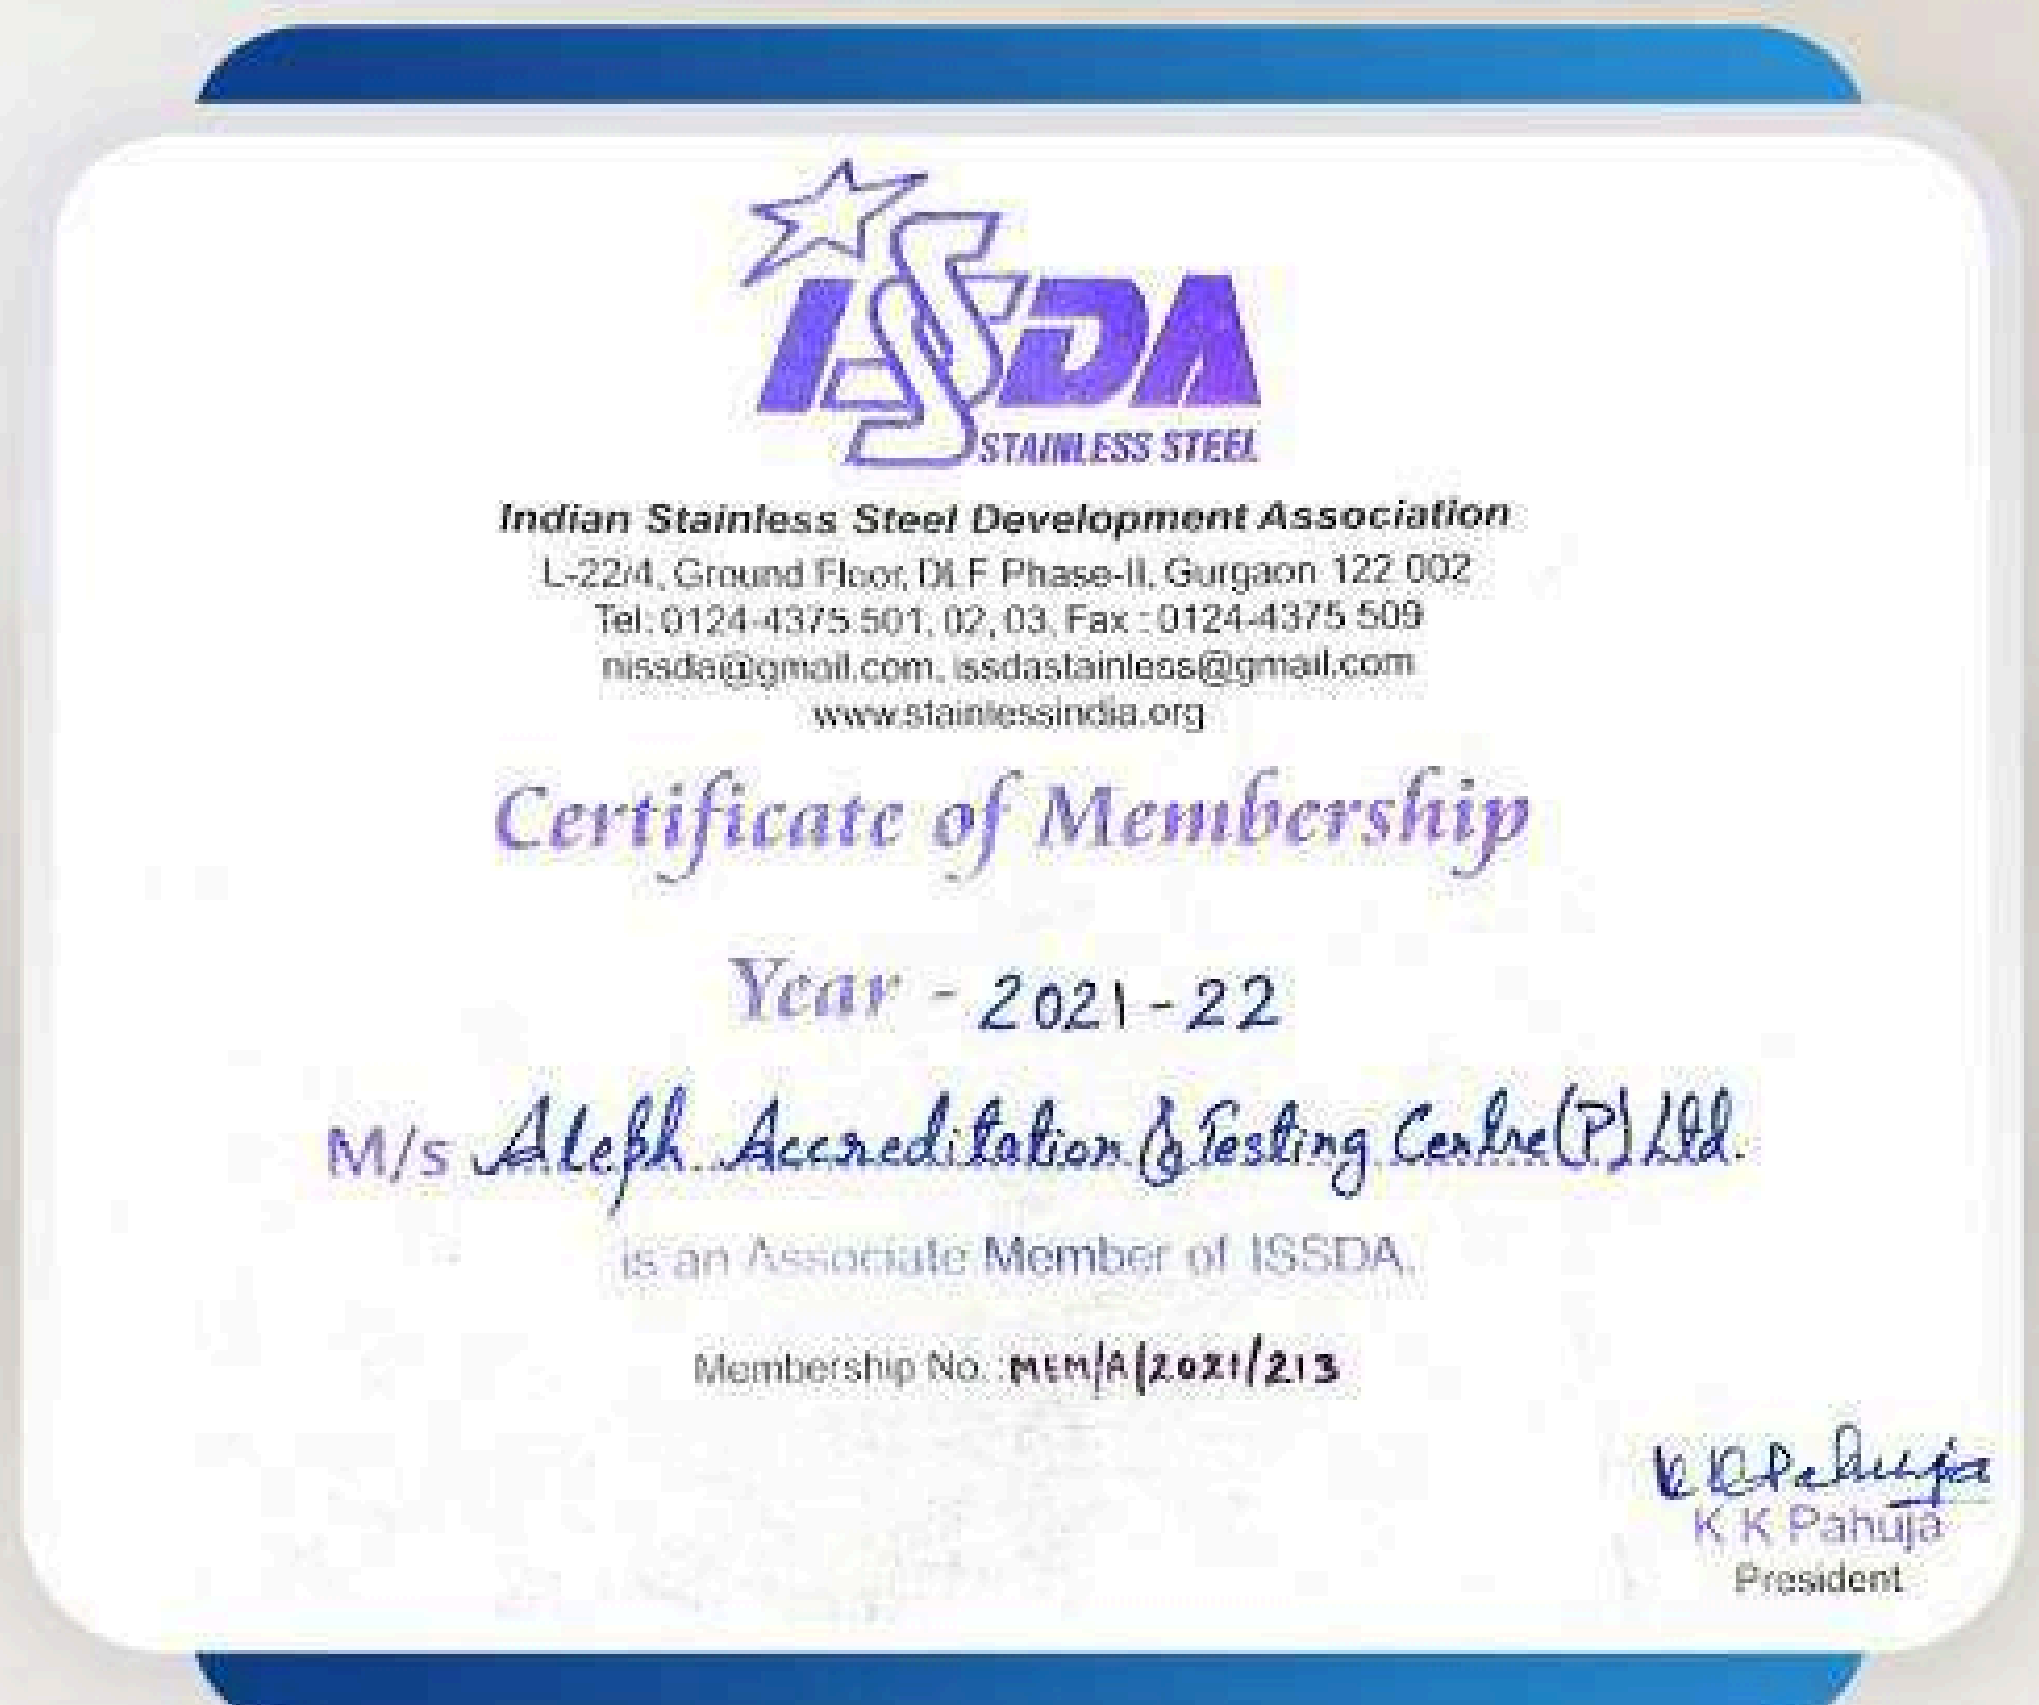 ISSDA
STAINLESS STEEL
Indian Stainless Steel Development Association
L-22/4, Ground Floor, DLF Phase-II, Gurgaon 122 002
Tel: 0124-4375 501, 02, 03, Fax : 0124-4375 509
nissda@gmail.com, issdastainless@gmail.com
www.stainlessindia.org
Certificate of Membership
Year - 2021-22
M/s Aleph Accreditation & Testing Centre (P) Ltd.
is an Associate Member of ISSDA.
Membership No. : MEM/A/2021/213
K K Pahuja
K K Pahuja
President